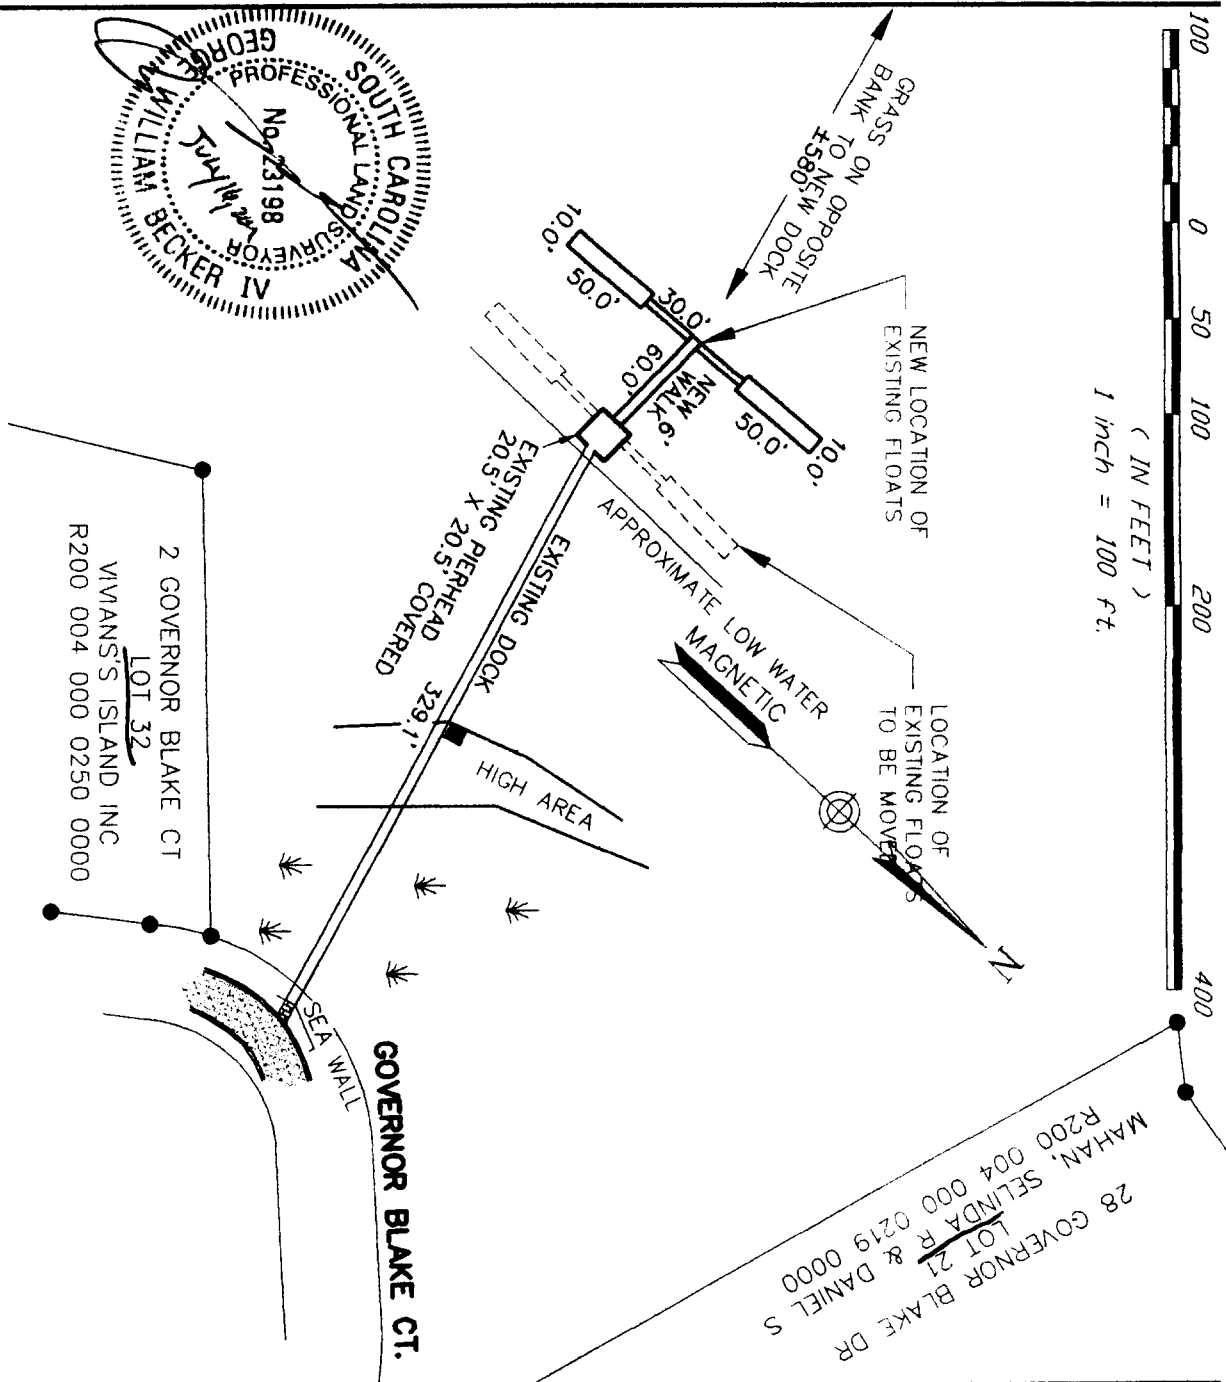 100
0
50
100
200
400
( IN FEET )
1 inch = 100 ft.
GRASS ON OPPOSITE
BANK TO NEW DOCK
±580'
NEW LOCATION OF
EXISTING FLOATS
LOCATION OF
EXISTING FLOATS
TO BE MOVED
10.0'
50.0'
30.0'
60.0'
NEW 6'
WALK
50.0'
10.0'
EXISTING PIERHEAD
20.5' X 20.5' COVERED
EXISTING DOCK
329.1'
APPROXIMATE LOW WATER
MAGNETIC
N
HIGH AREA
SEA WALL
GOVERNOR BLAKE CT.
2 GOVERNOR BLAKE CT
LOT 32
VIVIANS'S ISLAND INC
R200 004 000 0250 0000
28 GOVERNOR BLAKE DR
LOT 21
MAHAN, SELINDA R & DANIEL S
R200 004 000 0219 0000
SOUTH CAROLINA
GEORGE WILLIAM BECKER IV
PROFESSIONAL LAND SURVEYOR
No. 23198
July 14,